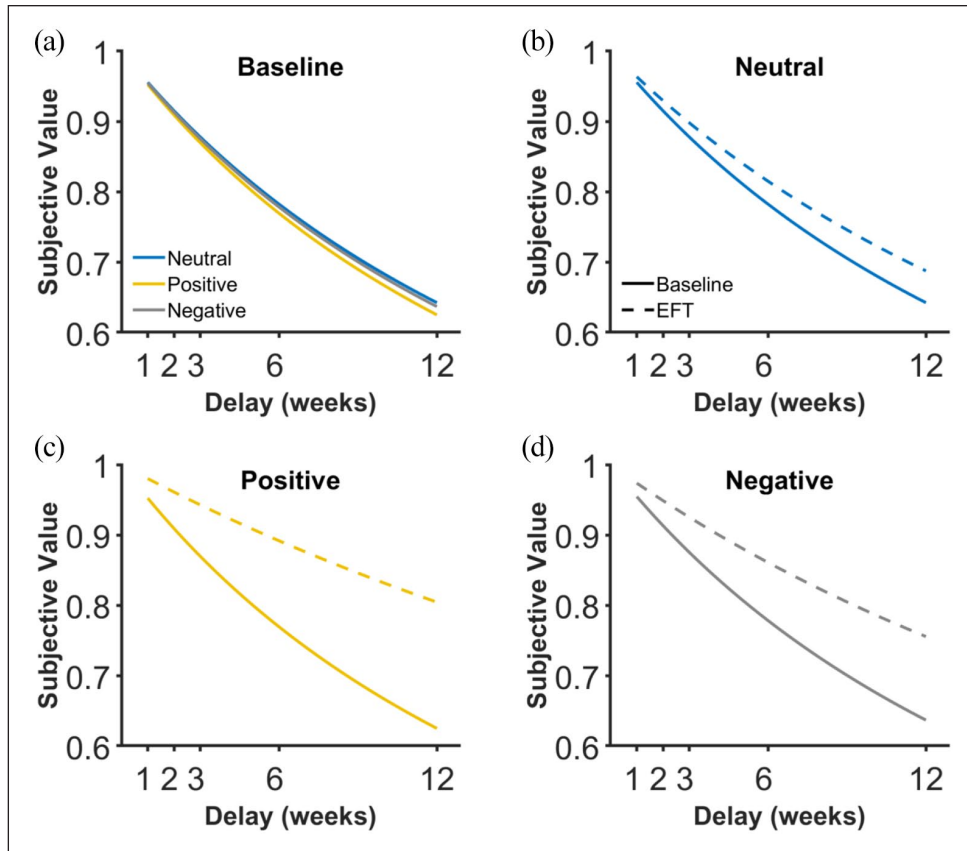 (a)
Baseline
1
0.9
0.8
0.7
0.6
Subjective Value
Neutral
Positive
Negative
1 2 3 6 12
Delay (weeks)
(b)
Neutral
1
0.9
0.8
0.7
0.6
Subjective Value
Baseline
EFT
1 2 3 6 12
Delay (weeks)
(c)
Positive
1
0.9
0.8
0.7
0.6
Subjective Value
1 2 3 6 12
Delay (weeks)
(d)
Negative
1
0.9
0.8
0.7
0.6
Subjective Value
1 2 3 6 12
Delay (weeks)